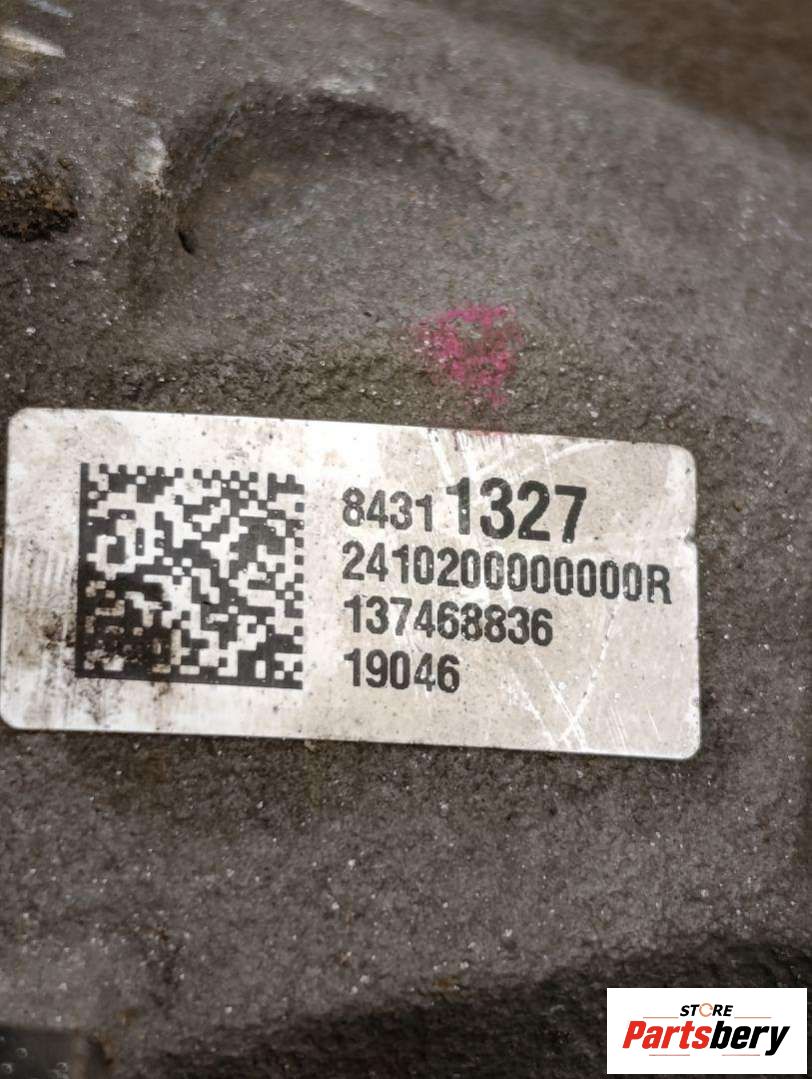 84311327
2410200000000R
137468836
19046
STORE
Partsbery